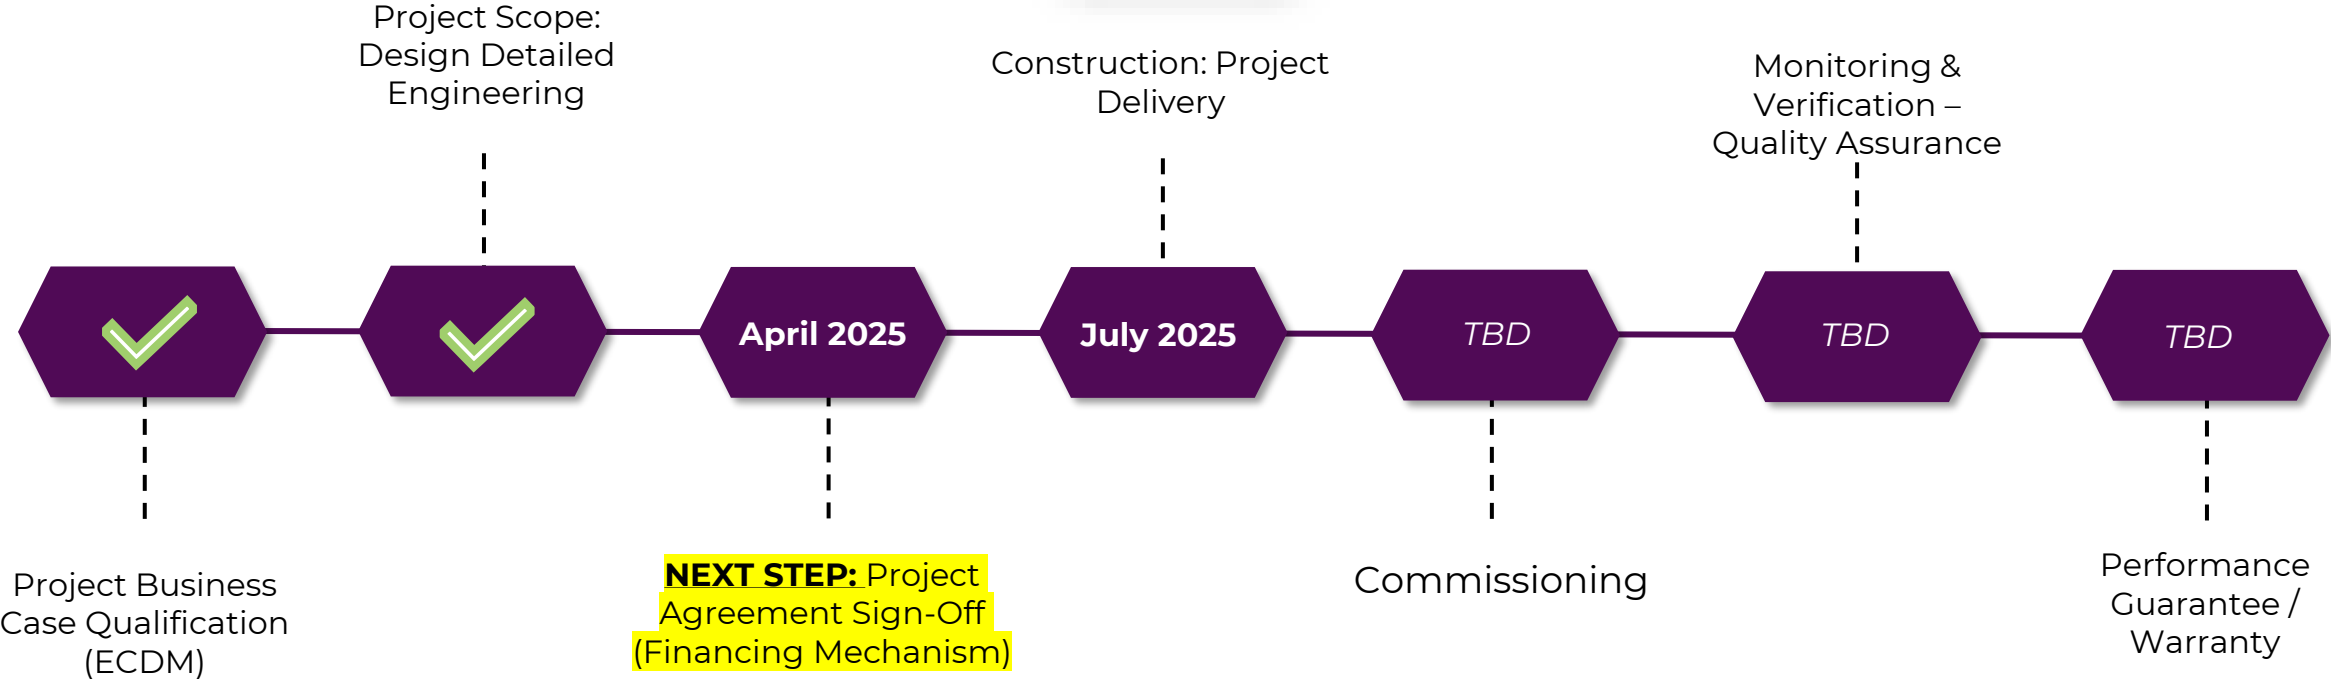 Project Scope:
Design Detailed
Engineering
Construction: Project
Delivery
Monitoring &
Verification –
Quality Assurance
April 2025
July 2025
TBD
TBD
TBD
Project Business
Case Qualification
(ECDM)
NEXT STEP: Project
Agreement Sign-Off
(Financing Mechanism)
Commissioning
Performance
Guarantee /
Warranty